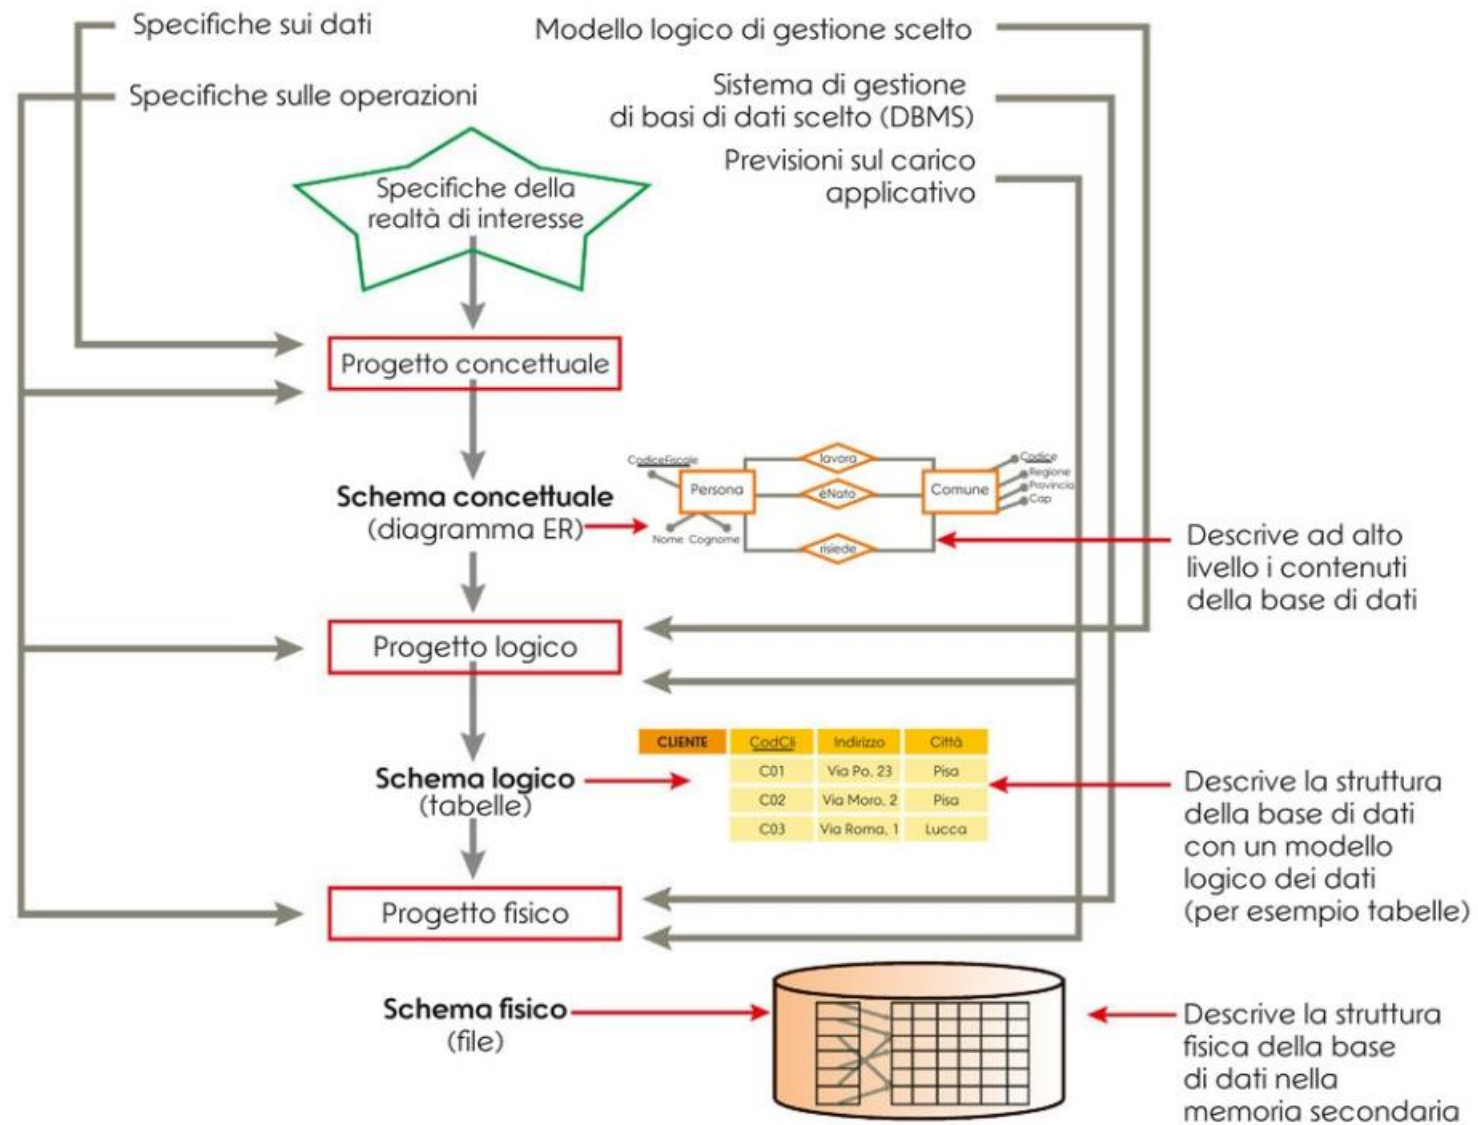 Specifiche sui dati
Modello logico di gestione scelto
Specifiche sulle operazioni
Sistema di gestione
di basi di dati scelto (DBMS)
Previsioni sul carico
applicativo
Specifiche della
realtà di interesse
Progetto concettuale
Schema concettuale
(diagramma ER)
CodiceFiscale
Persona
Nome Cognome
lavora
èNato
risiede
Comune
Codice
Regione
Provincia
Cap
Descrive ad alto
livello i contenuti
della base di dati
Progetto logico
Schema logico
(tabelle)
CLIENTE CodCli Indirizzo Città
C01 Via Po, 23 Pisa
C02 Via Moro, 2 Pisa
C03 Via Roma, 1 Lucca
Descrive la struttura
della base di dati
con un modello
logico dei dati
(per esempio tabelle)
Progetto fisico
Schema fisico
(file)
Descrive la struttura
fisica della base
di dati nella
memoria secondaria